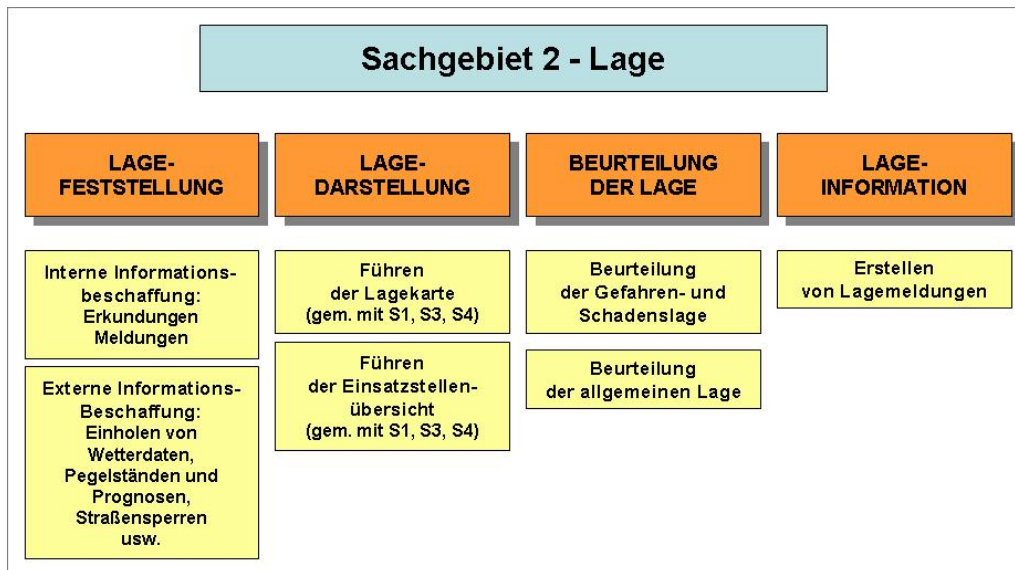 Sachgebiet 2 - Lage
LAGE-
FESTSTELLUNG
Interne Informations-
beschaffung:
Erkundungen
Meldungen
Externe Informations-
Beschaffung:
Einholen von
Wetterdaten,
Pegelständen und
Prognosen,
Straßensperren
usw.
LAGE-
DARSTELLUNG
Führen
der Lagekarte
(gem. mit S1, S3, S4)
Führen
der Einsatzstellen-
übersicht
(gem. mit S1, S3, S4)
BEURTEILUNG
DER LAGE
Beurteilung
der Gefahren- und
Schadenslage
Beurteilung
der allgemeinen Lage
LAGE-
INFORMATION
Erstellen
von Lagemeldungen